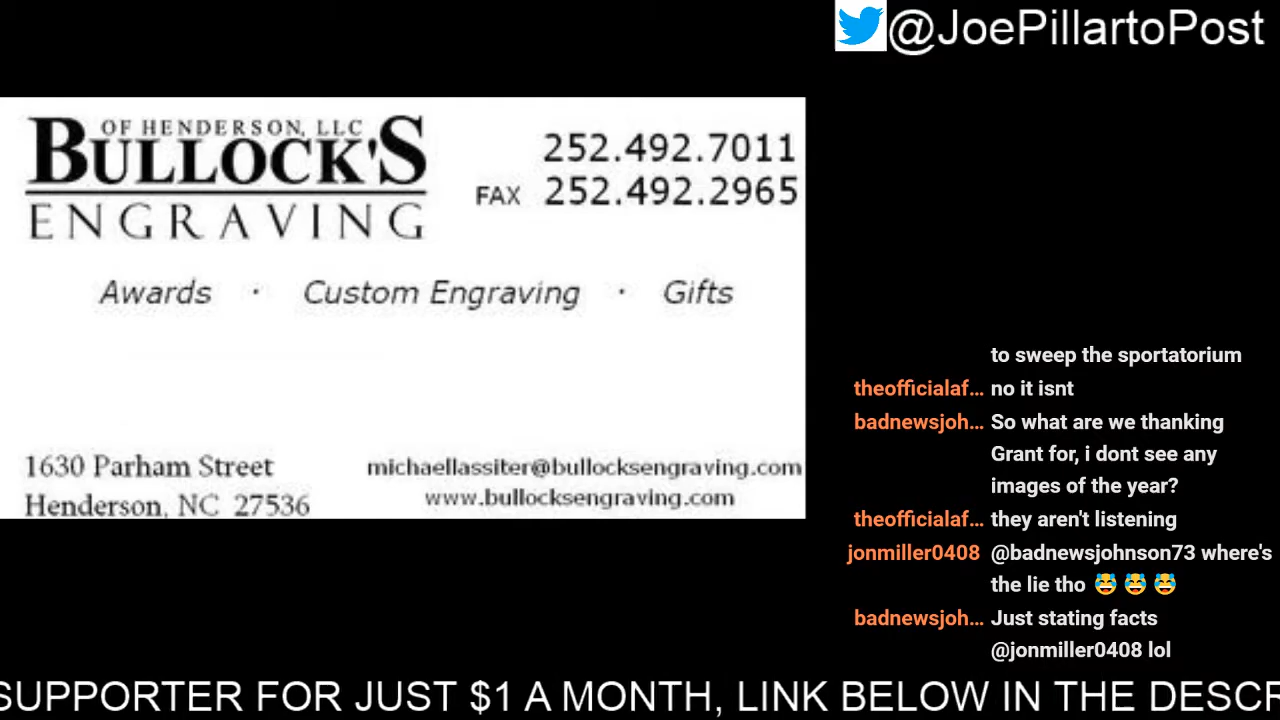 @JoePillartoPost
OF HENDERSON, LLC
BULLOCK'S
ENGRAVING
252.492.7011
FAX 252.492.2965
Awards · Custom Engraving · Gifts
1630 Parham Street
Henderson, NC 27536
michaellassiter@bullocksengraving.com
www.bullocksengraving.com
to sweep the sportatorium
theofficialaf... no it isnt
badnewsjoh... So what are we thanking
Grant for, i dont see any
images of the year?
theofficialaf... they aren't listening
jonmiller0408 @badnewsjohnson73 where's
the lie tho 😹 😹 😹
badnewsjoh... Just stating facts
@jonmiller0408 lol
SUPPORTER FOR JUST $1 A MONTH, LINK BELOW IN THE DESCR